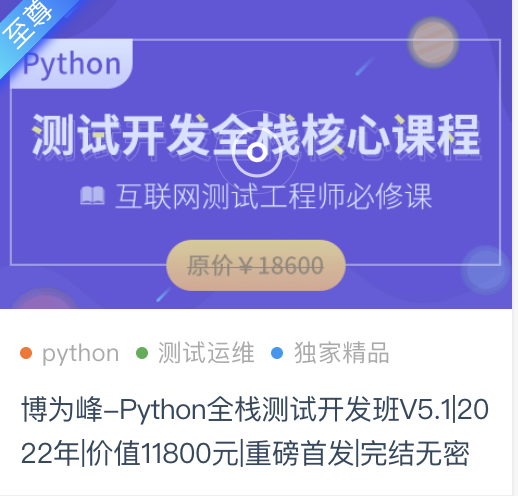 至尊
Python
测试开发全栈核心课程
互联网测试工程师必修课
原价￥18600
python 测试运维 独家精品
博为峰–Python全栈测试开发班V5.1|20
22年|价值11800元|重磅首发|完结无密